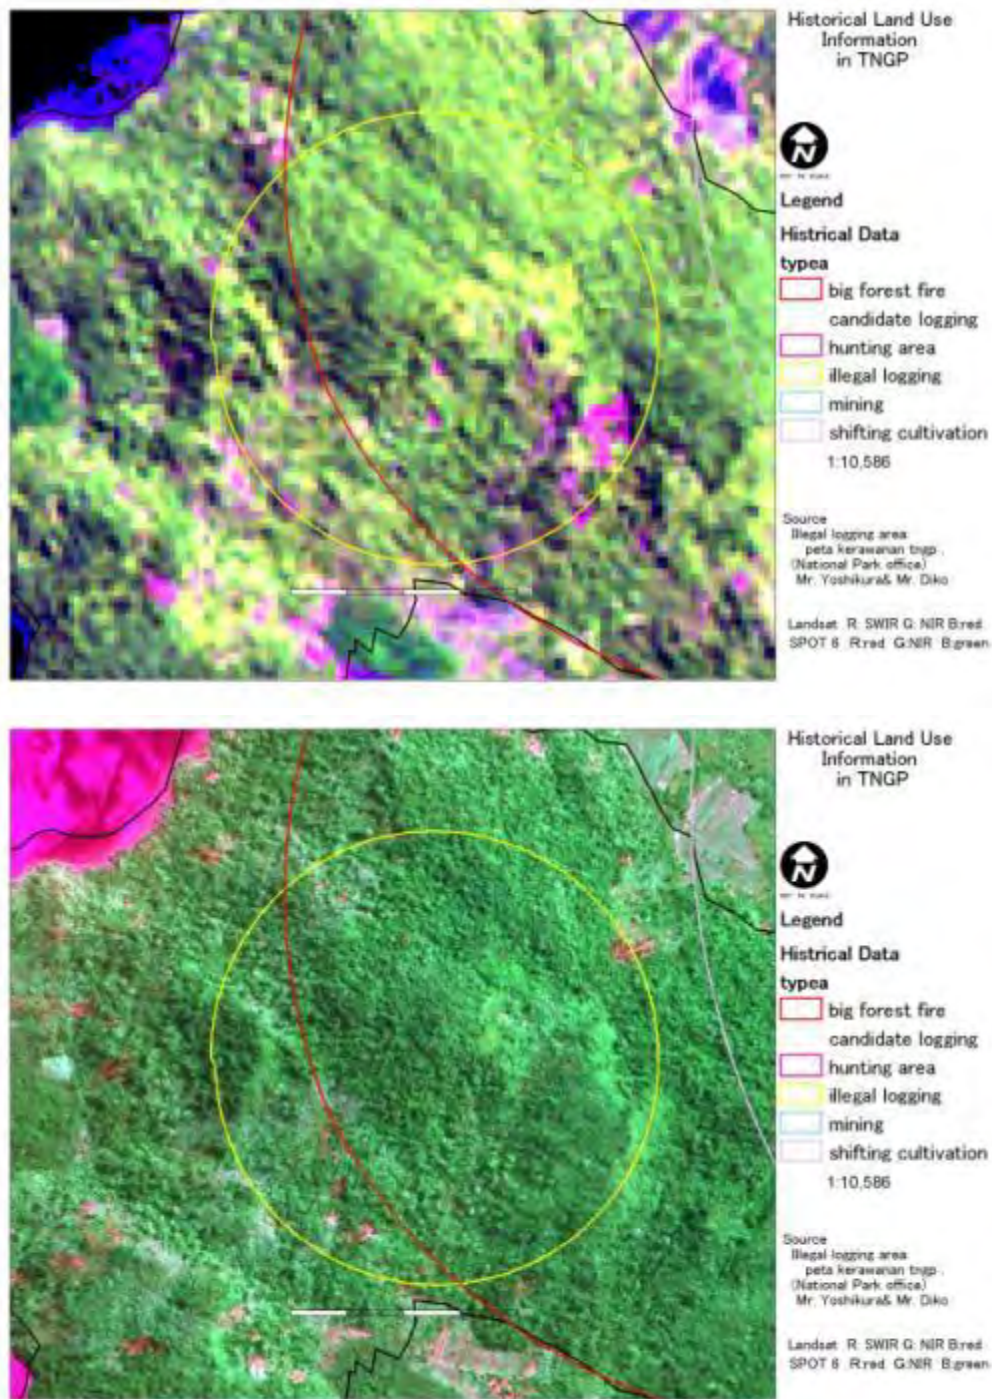 Historical Land Use
Information
in TNGP
N
Legend
Histrical Data
typea
big forest fire
candidate logging
hunting area
illegal logging
mining
shifting cultivation
1:10,586
Source
Illegal logging area
peta kerawanan tngp .
(National Park office)
Mr. Yoshikura& Mr. Diko
Landsat R: SWIR G: NIR B:red
SPOT 6 R:red G:NIR B:green
Historical Land Use
Information
in TNGP
N
Legend
Histrical Data
typea
big forest fire
candidate logging
hunting area
illegal logging
mining
shifting cultivation
1:10,586
Source
Illegal logging area
peta kerawanan tngp .
(National Park office)
Mr. Yoshikura& Mr. Diko
Landsat R: SWIR G: NIR B:red
SPOT 6 R:red G:NIR B:green